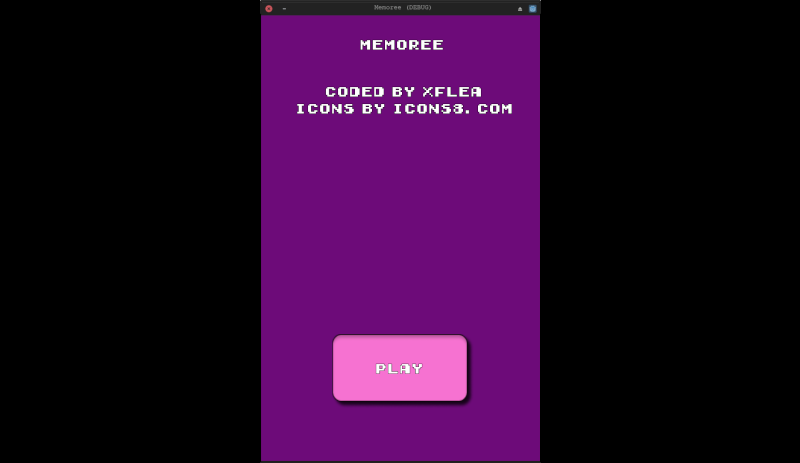 Memoree (DEBUG)
MEMOREE
CODED BY XFLEA
ICONS BY ICONS8.COM
PLAY